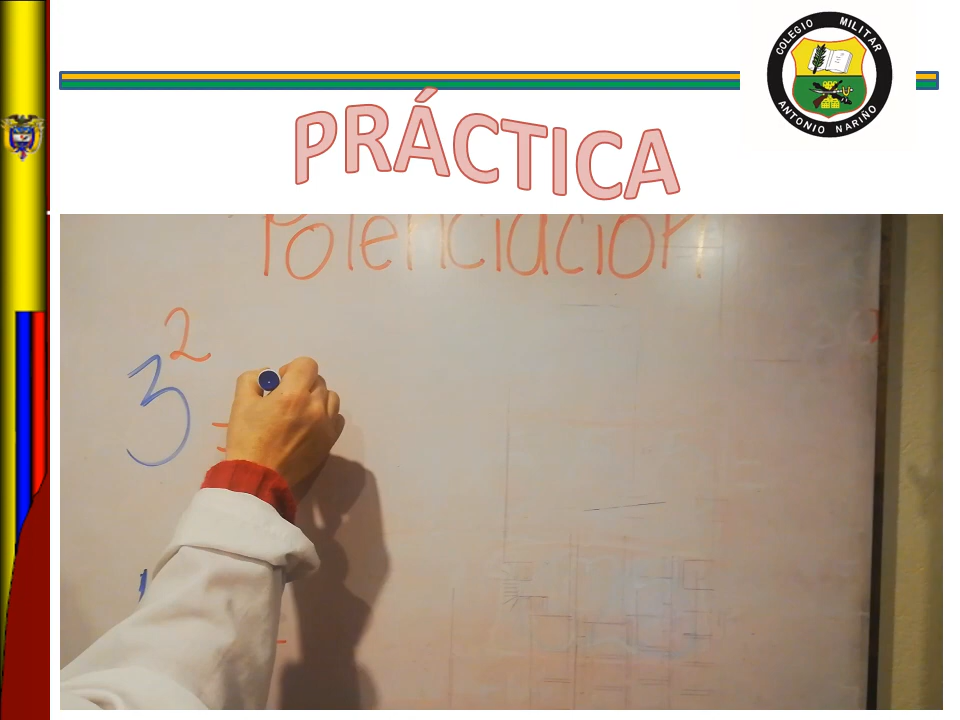 COLEGIO MILITAR
ANTONIO NARIÑO
PRÁCTICA
Potenciación
3²
=